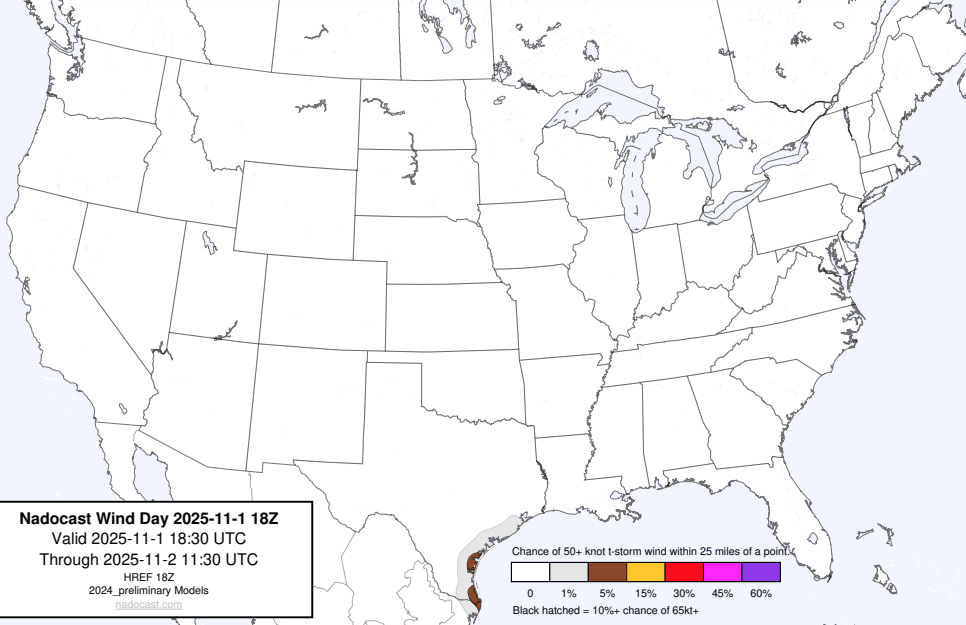 Nadocast Wind Day 2025-11-1 18Z
Valid 2025-11-1 18:30 UTC
Through 2025-11-2 11:30 UTC
HREF 18Z
2024_preliminary Models
nadocast.com
Chance of 50+ knot t-storm wind within 25 miles of a point.
0 1% 5% 15% 30% 45% 60%
Black hatched = 10%+ chance of 65kt+